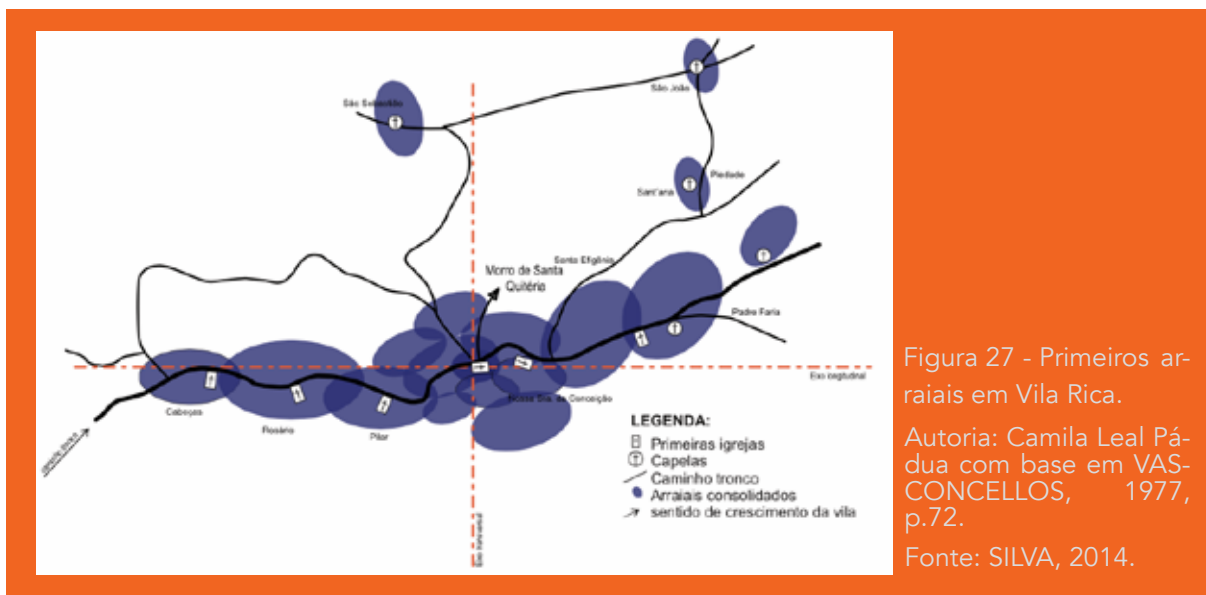 São Sebastião
São João
Piedade
Sant'ana
Santa Efigênia
Morro de Santa
Quitéria
Padre Faria
Eixo longitudinal
Cabeças
Rosário
Pilar
Nossa Sra. da Conceição
Eixo transversal
LEGENDA:
Primeiras igrejas
Capelas
Caminho tronco
Arraiais consolidados
sentido de crescimento da vila
Figura 27 - Primeiros ar-
raiais em Vila Rica.
Autoria: Camila Leal Pá-
dua com base em VAS-
CONCELLOS, 1977,
p.72.
Fonte: SILVA, 2014.